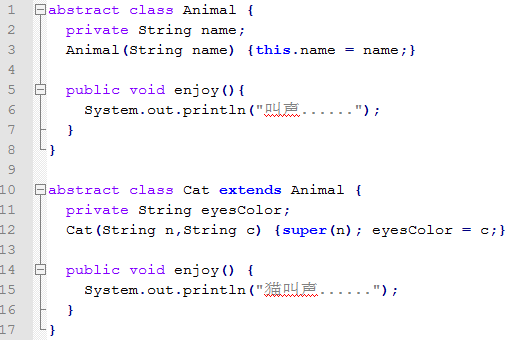 1 abstract class Animal {
2 private String name;
3 Animal(String name) {this.name = name;}
4
5 public void enjoy(){
6 System.out.println("叫声......");
7 }
8 }
9
10 abstract class Cat extends Animal {
11 private String eyesColor;
12 Cat(String n,String c) {super(n); eyesColor = c;}
13
14 public void enjoy() {
15 System.out.println("猫叫声......");
16 }
17 }